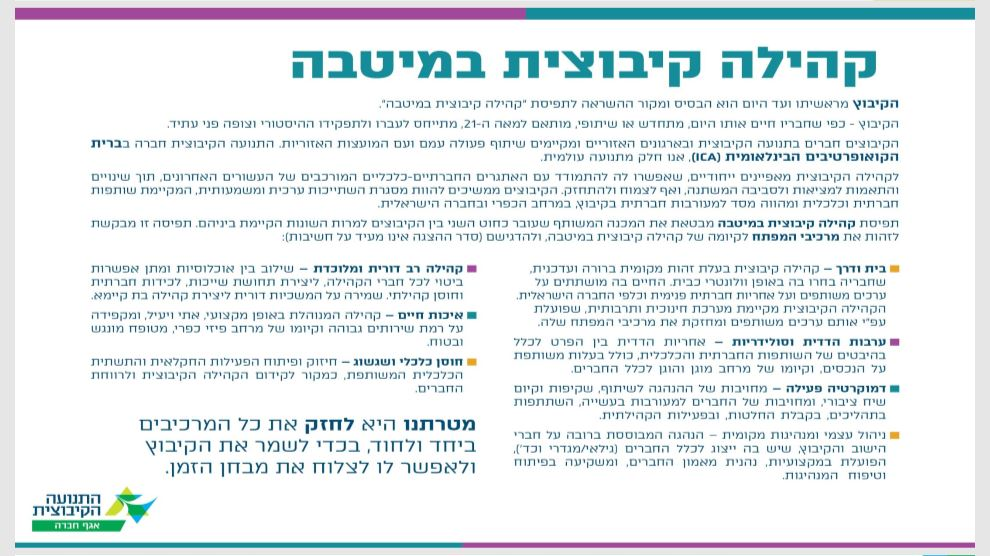 קהילה קיבוצית במיטבה
הקיבוץ מראשיתו ועד היום הוא הבסיס ומקור ההשראה לתפיסת "קהילה קיבוצית במיטבה".
הקיבוץ - כפי שחבריו חיים אותו היום, מתחדש או שיתופי, מותאם למאה ה-21, מתייחס לעברו ולתפקידו ההיסטורי וצופה פני עתיד.
הקיבוצים חברים בתנועה הקיבוצית ובארגונים האזוריים ומקיימים שיתוף פעולה עמם ועם המועצות האזוריות. התנועה הקיבוצית חברה בברית
הקואופרטיבים הבינלאומית (ICA), אנו חלק מתנועה עולמית.
לקהילה הקיבוצית מאפיינים ייחודיים, שאפשרו לה להתמודד עם האתגרים החברתיים-כלכליים המורכבים של העשורים האחרונים, תוך שינויים
והתאמות למציאות ולסביבה המשתנה, ואף לצמוח ולהתחזק. הקיבוצים ממשיכים להוות מסגרת השתייכות ערכית ומשמעותית, המקיימת שותפות
חברתית וכלכלית ומהווה מסד למעורבות חברתית בקיבוץ, במרחב הכפרי ובחברה הישראלית.
תפיסת קהילה קיבוצית במיטבה מבטאת את המכנה המשותף שעובר כחוט השני בין הקיבוצים למרות השונות הקיימת ביניהם. תפיסה זו מבקשת
לזהות את מרכיבי המפתח לקיומה של קהילה קיבוצית במיטבה, ולהדגישם (סדר ההצגה אינו מעיד על חשיבות):
בית ודרך – קהילה קיבוצית בעלת זהות מקומית ברורה ועדכנית,
שחבריה בחרו בה באופן וולונטרי כבית. החיים בה מושתתים על
ערכים משותפים ועל אחריות חברתית פנימית וכלפי החברה הישראלית.
הקהילה הקיבוצית מקיימת מערכת חינוכית ותרבותית, שפועלת
עפ"י אותם ערכים משותפים ומחזקת את מרכיבי המפתח שלה.
ערבות הדדית וסולידריות – אחריות הדדית בין הפרט לכלל
בהיבטים של השותפות החברתית והכלכלית, כולל בעלות משותפת
על הנכסים, וקיומו של מרחב מוגן והוגן לכלל החברים.
דמוקרטיה פעילה – מחויבות של ההנהגה לשיתוף, שקיפות וקיום
שיח ציבורי, ומחויבות של החברים למעורבות בעשייה, השתתפות
בתהליכים, בקבלת החלטות, ובפעילות הקהילתית.
ניהול עצמי ומנהיגות מקומית – הנהגה המבוססת ברובה על חברי
הישוב והקיבוץ, שיש בה ייצוג לכלל החברים (גילאי/מגדרי וכד'),
הפועלת במקצועיות, נהנית מאמון החברים, ומשקיעה בפיתוח
וטיפוח המנהיגות.
קהילה רב דורית ומלוכדת – שילוב בין אוכלוסיות ומתן אפשרות
ביטוי לכל חברי הקהילה, ליצירת תחושת שייכות, לכידות חברתית
וחוסן קהילתי. שמירה על המשכיות דורית ליצירת קהילה בת קיימא.
איכות חיים – קהילה המנוהלת באופן מקצועי, אתי ויעיל, ומקפידה
על רמת שירותים גבוהה וקיומו של מרחב פיזי כפרי, מטופח מונגש
ובטוח.
חוסן כלכלי ושגשוג – חיזוק ופיתוח הפעילות החקלאית והתשתית
הכלכלית המשותפת, כמקור לקידום הקהילה הקיבוצית ולרווחת
החברים.
מטרתנו היא לחזק את כל המרכיבים
ביחד ולחוד, בכדי לשמר את הקיבוץ
ולאפשר לו לצלוח את מבחן הזמן.
התנועה
הקיבוצית
אגף חברה